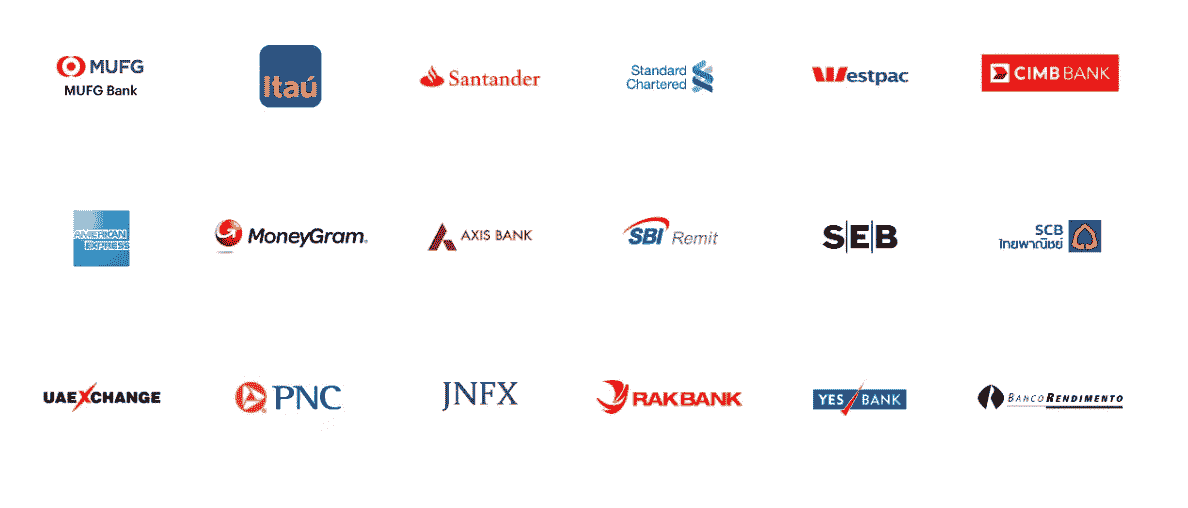 MUFG
MUFG Bank
Itaú
Santander
Standard
Chartered
Westpac
CIMB BANK
AMERICAN
EXPRESS
MoneyGram.
AXIS BANK
SBI Remit
S|E|B
SCB
ไทยพาณิชย์
UAEXCHANGE
PNC
JNFX
RAKBANK
YES BANK
BANCO RENDIMENTO